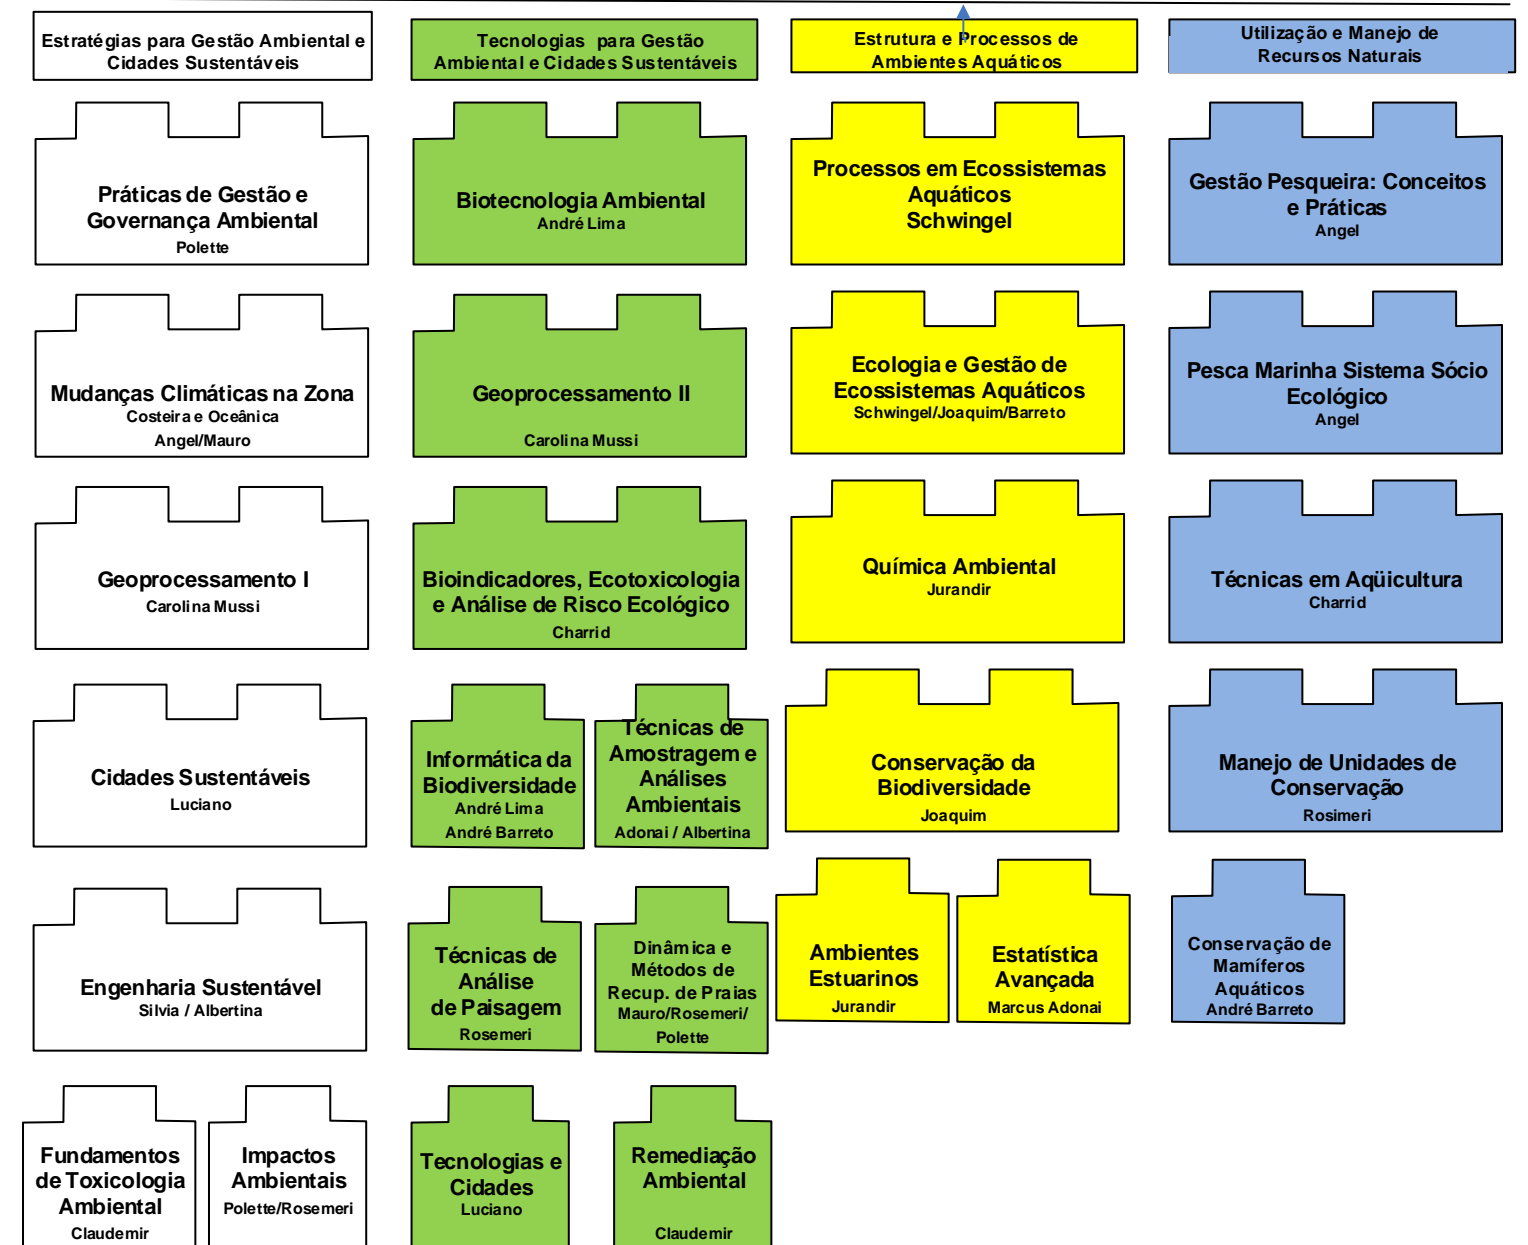 Estratégias para Gestão Ambiental e
Cidades Sustentáveis
Tecnologias para Gestão
Ambiental e Cidades Sustentáveis
Estrutura e Processos de
Ambientes Aquáticos
Utilização e Manejo de
Recursos Naturais
Práticas de Gestão e
Governança Ambiental
Polette
Biotecnologia Ambiental
André Lima
Processos em Ecossistemas
Aquáticos
Schwingel
Gestão Pesqueira: Conceitos
e Práticas
Angel
Mudanças Climáticas na Zona
Costeira e Oceânica
Angel/Mauro
Geoprocessamento II
Carolina Mussi
Ecologia e Gestão de
Ecossistemas Aquáticos
Schwingel/Joaquim/Barreto
Pesca Marinha Sistema Sócio
Ecológico
Angel
Geoprocessamento I
Carolina Mussi
Bioindicadores, Ecotoxicologia
e Análise de Risco Ecológico
Charrid
Química Ambiental
Jurandir
Técnicas em Aqüicultura
Charrid
Cidades Sustentáveis
Luciano
Informática da
Biodiversidade
André Lima
André Barreto
Técnicas de
Amostragem e
Análises
Ambientais
Adonai / Albertina
Conservação da
Biodiversidade
Joaquim
Manejo de Unidades de
Conservação
Rosimeri
Engenharia Sustentável
Silvia / Albertina
Técnicas de
Análise
de Paisagem
Rosemeri
Dinâmica e
Métodos de
Recup. de Praias
Mauro/Rosemeri/
Polette
Ambientes
Estuarinos
Jurandir
Estatística
Avançada
Marcus Adonai
Conservação de
Mamíferos
Aquáticos
André Barreto
Fundamentos
de Toxicologia
Ambiental
Claudemir
Impactos
Ambientais
Polette/Rosemeri
Tecnologias e
Cidades
Luciano
Remediação
Ambiental
Claudemir